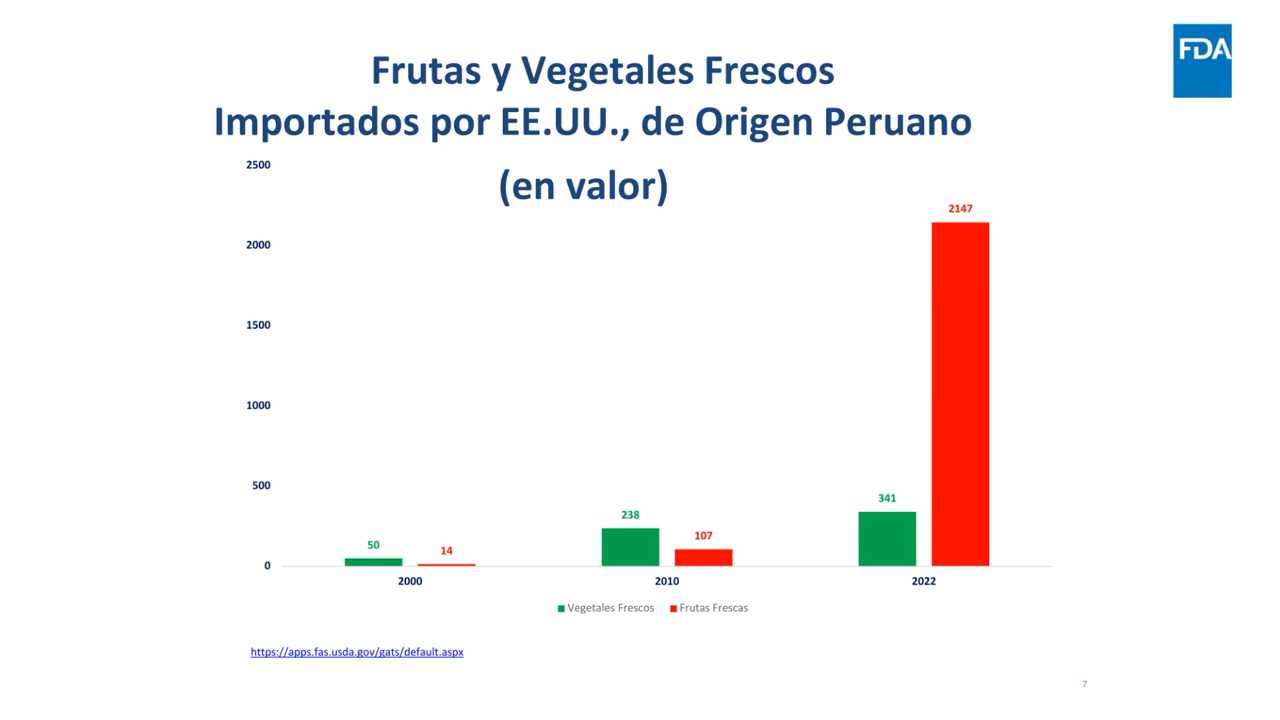 FDA
Frutas y Vegetales Frescos
Importados por EE.UU., de Origen Peruano
(en valor)
2500
2000
1500
1000
500
0
50
14
238
107
341
2147
2000
2010
2022
Vegetales Frescos
Frutas Frescas
https://apps.fas.usda.gov/gats/default.aspx
7